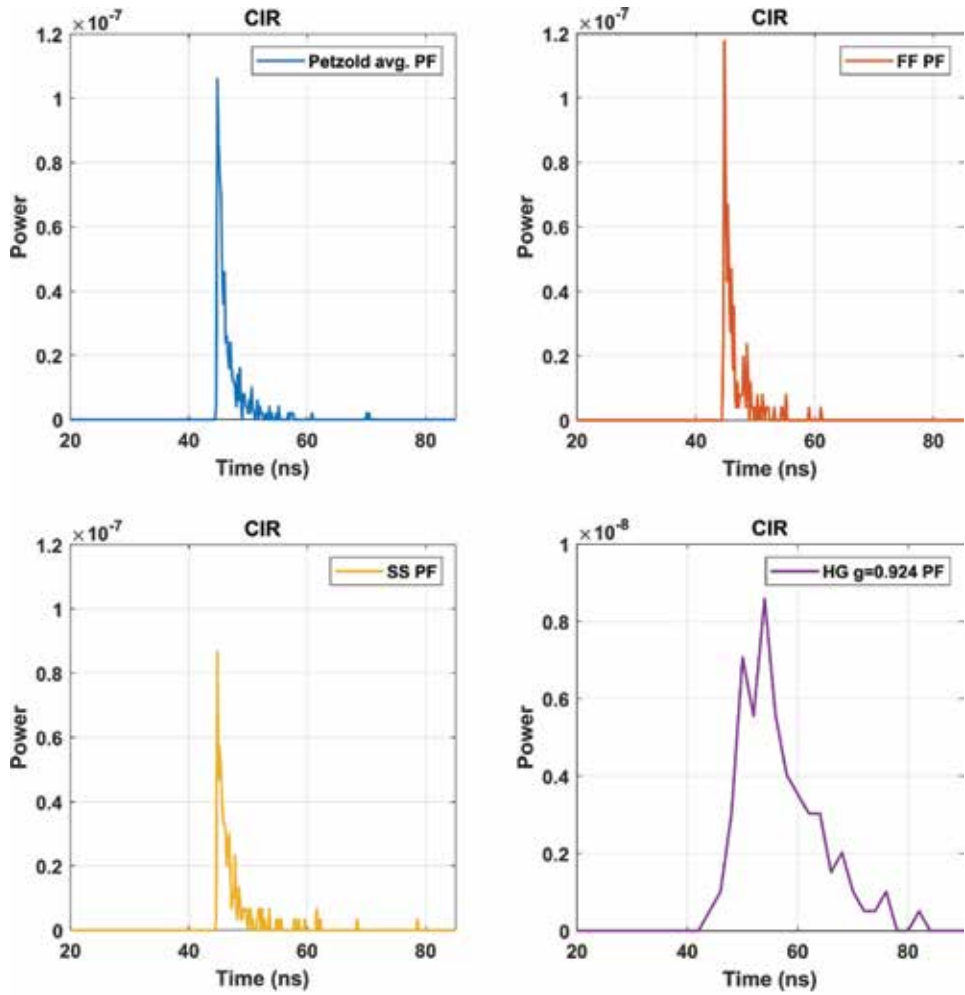 CIR
×10-7
Petzold avg. PF
1.2
1
0.8
0.6
0.4
0.2
0
Power
20 40 60 80
Time (ns)
CIR
×10-7
FF PF
1.2
1
0.8
0.6
0.4
0.2
0
Power
20 40 60 80
Time (ns)
CIR
×10-7
SS PF
1.2
1
0.8
0.6
0.4
0.2
0
Power
20 40 60 80
Time (ns)
CIR
×10-8
HG g=0.924 PF
1
0.8
0.6
0.4
0.2
0
Power
20 40 60 80
Time (ns)